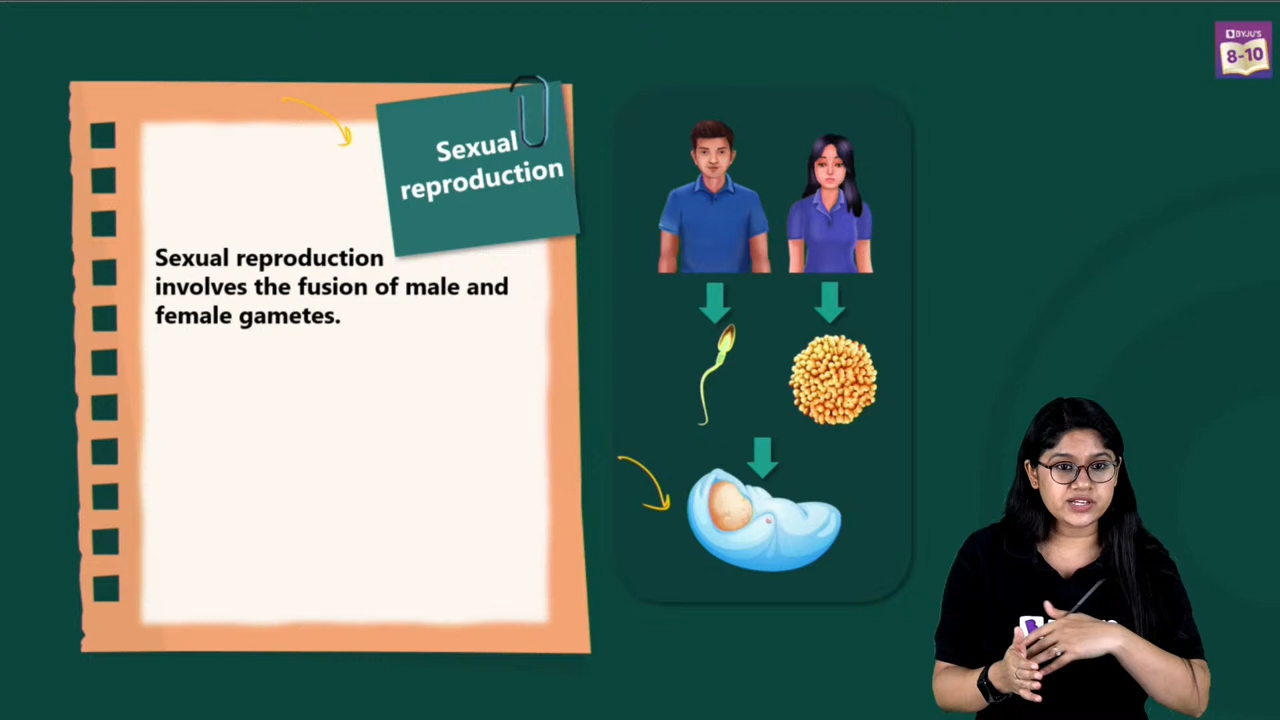 BYJU'S
8-10
Sexual
reproduction
Sexual reproduction
involves the fusion of male and
female gametes.